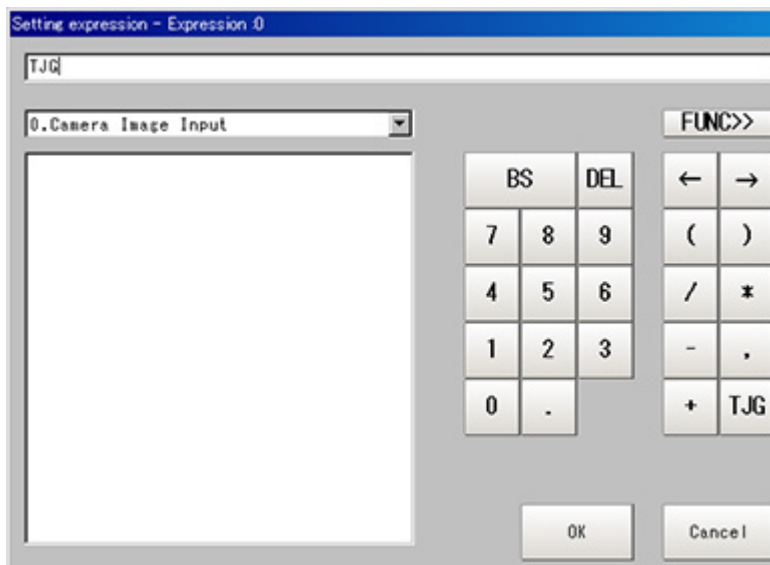 Setting expression - Expression :0
TJG
0.Camera Image Input
FUNC>>
BS DEL ← →
7 8 9 ( )
4 5 6 / *
1 2 3 - ,
0 . + TJG
OK Cancel